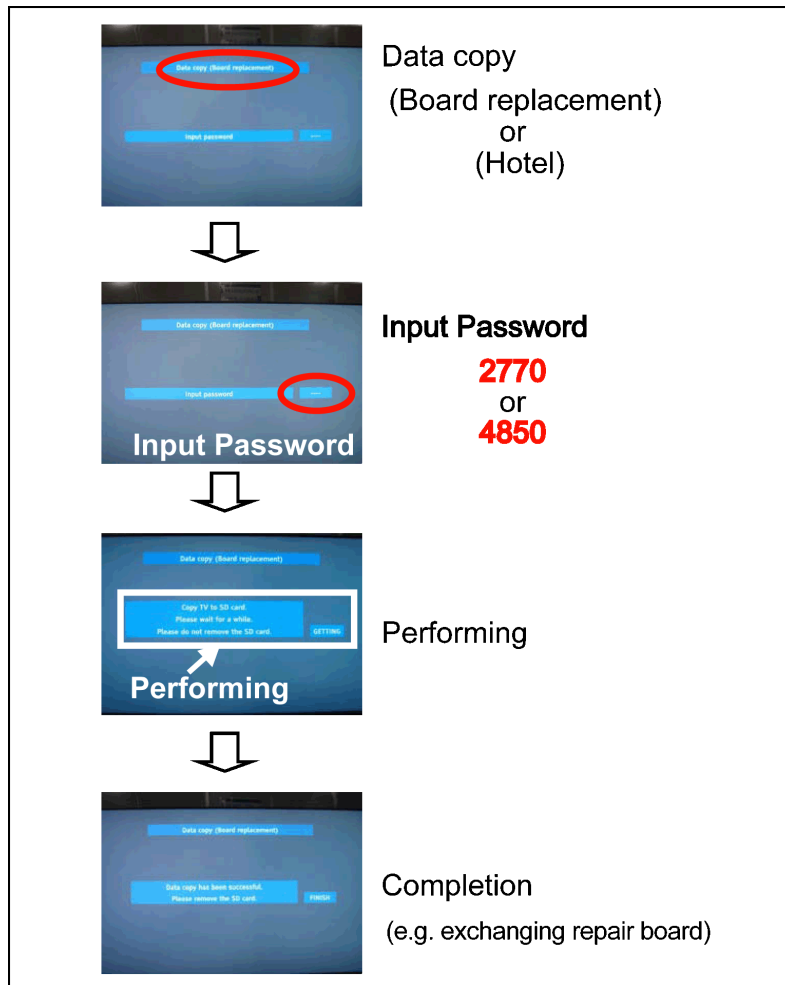 Data copy (Board replacement)
Input password ----
Data copy
(Board replacement)
or
(Hotel)
Data copy (Board replacement)
Input password ----
Input Password
Input Password
2770
or
4850
Data copy (Board replacement)
Copy TV to SD card.
Please wait for a while.
Please do not remove the SD card. GETTING
Performing
Performing
Data copy (Board replacement)
Data copy has been successful.
Please remove the SD card. FINISH
Completion
(e.g. exchanging repair board)